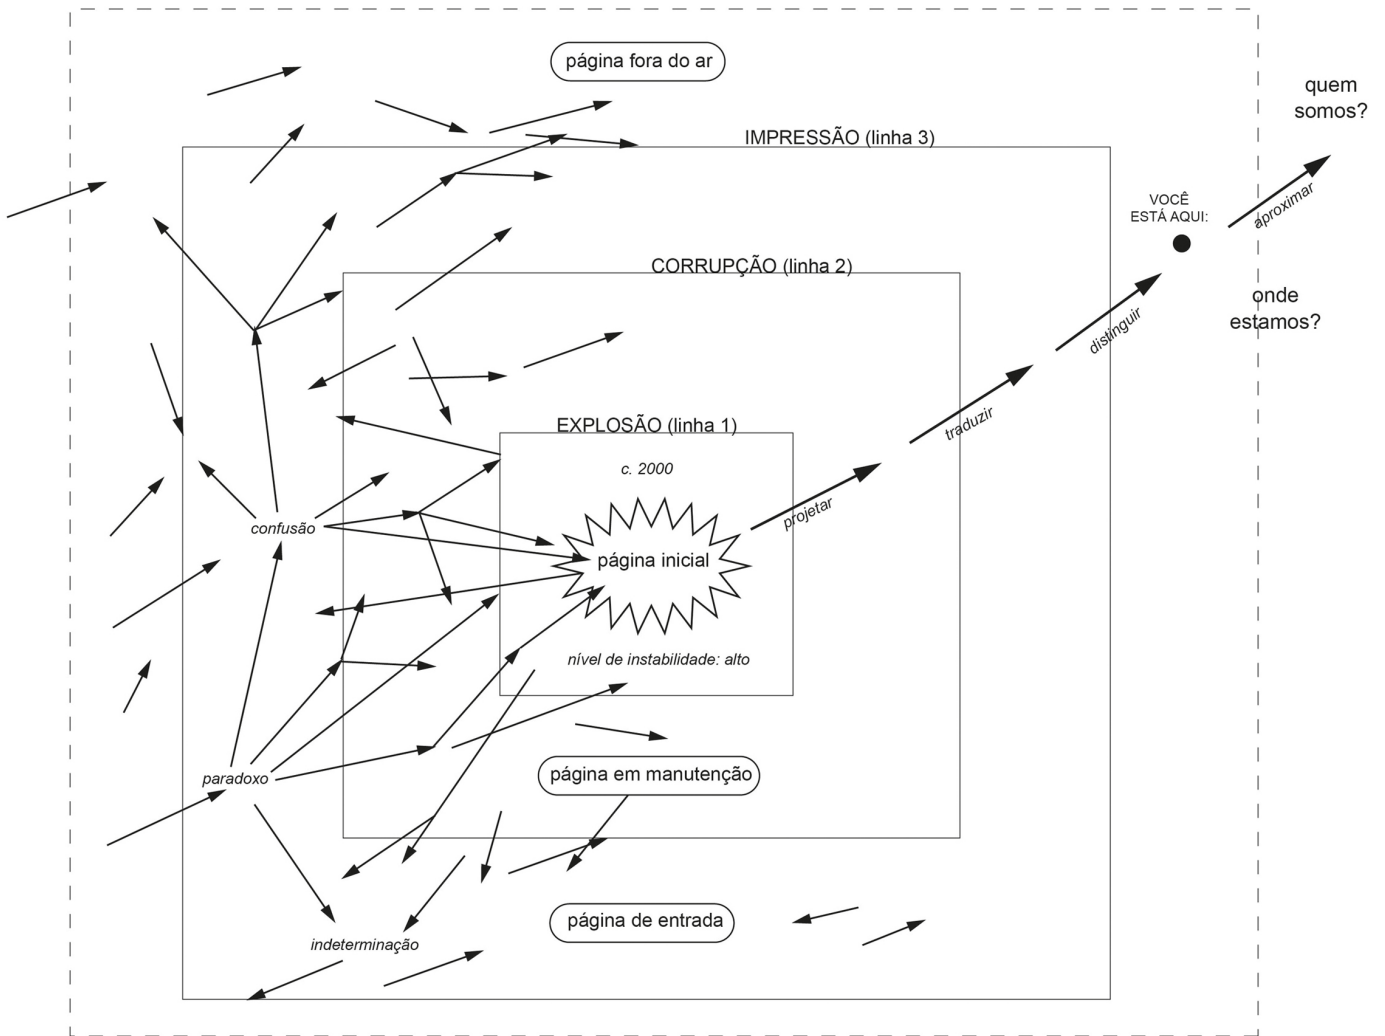 página fora do ar
quem
somos?
IMPRESSÃO (linha 3)
aproximar
VOCÊ
ESTÁ AQUI:
CORRUPÇÃO (linha 2)
onde
estamos?
distinguir
traduzir
EXPLOSÃO (linha 1)
c. 2000
projetar
confusão
página inicial
nível de instabilidade: alto
paradoxo
página em manutenção
página de entrada
indeterminação